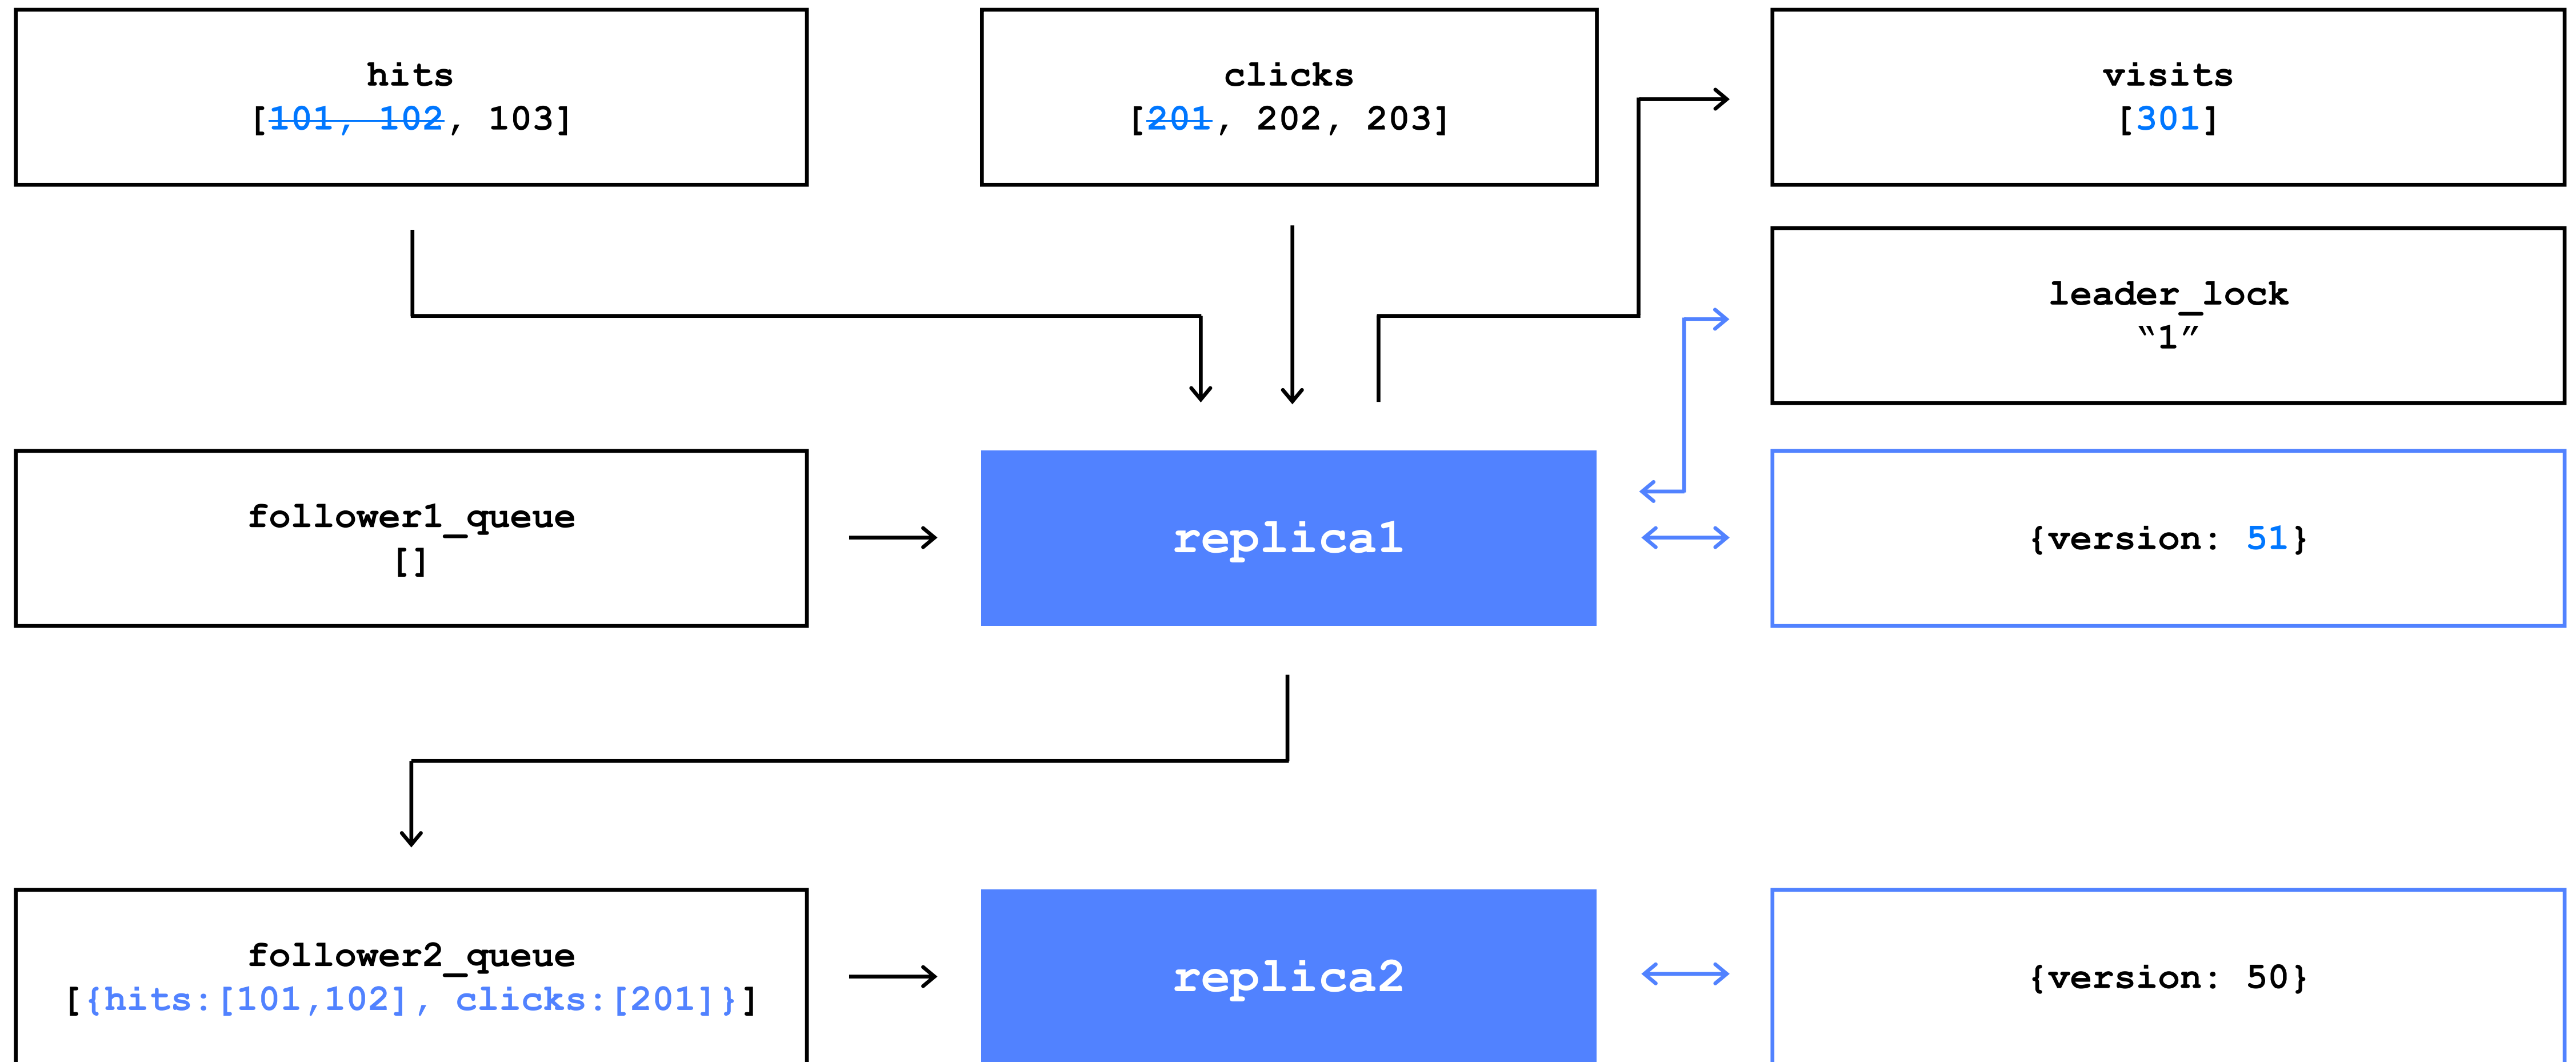 hits
[101, 102, 103]
clicks
[201, 202, 203]
visits
[301]
leader_lock
“1”
follower1_queue
[]
replica1
{version: 51}
follower2_queue
[{hits:[101,102], clicks:[201]}]
replica2
{version: 50}